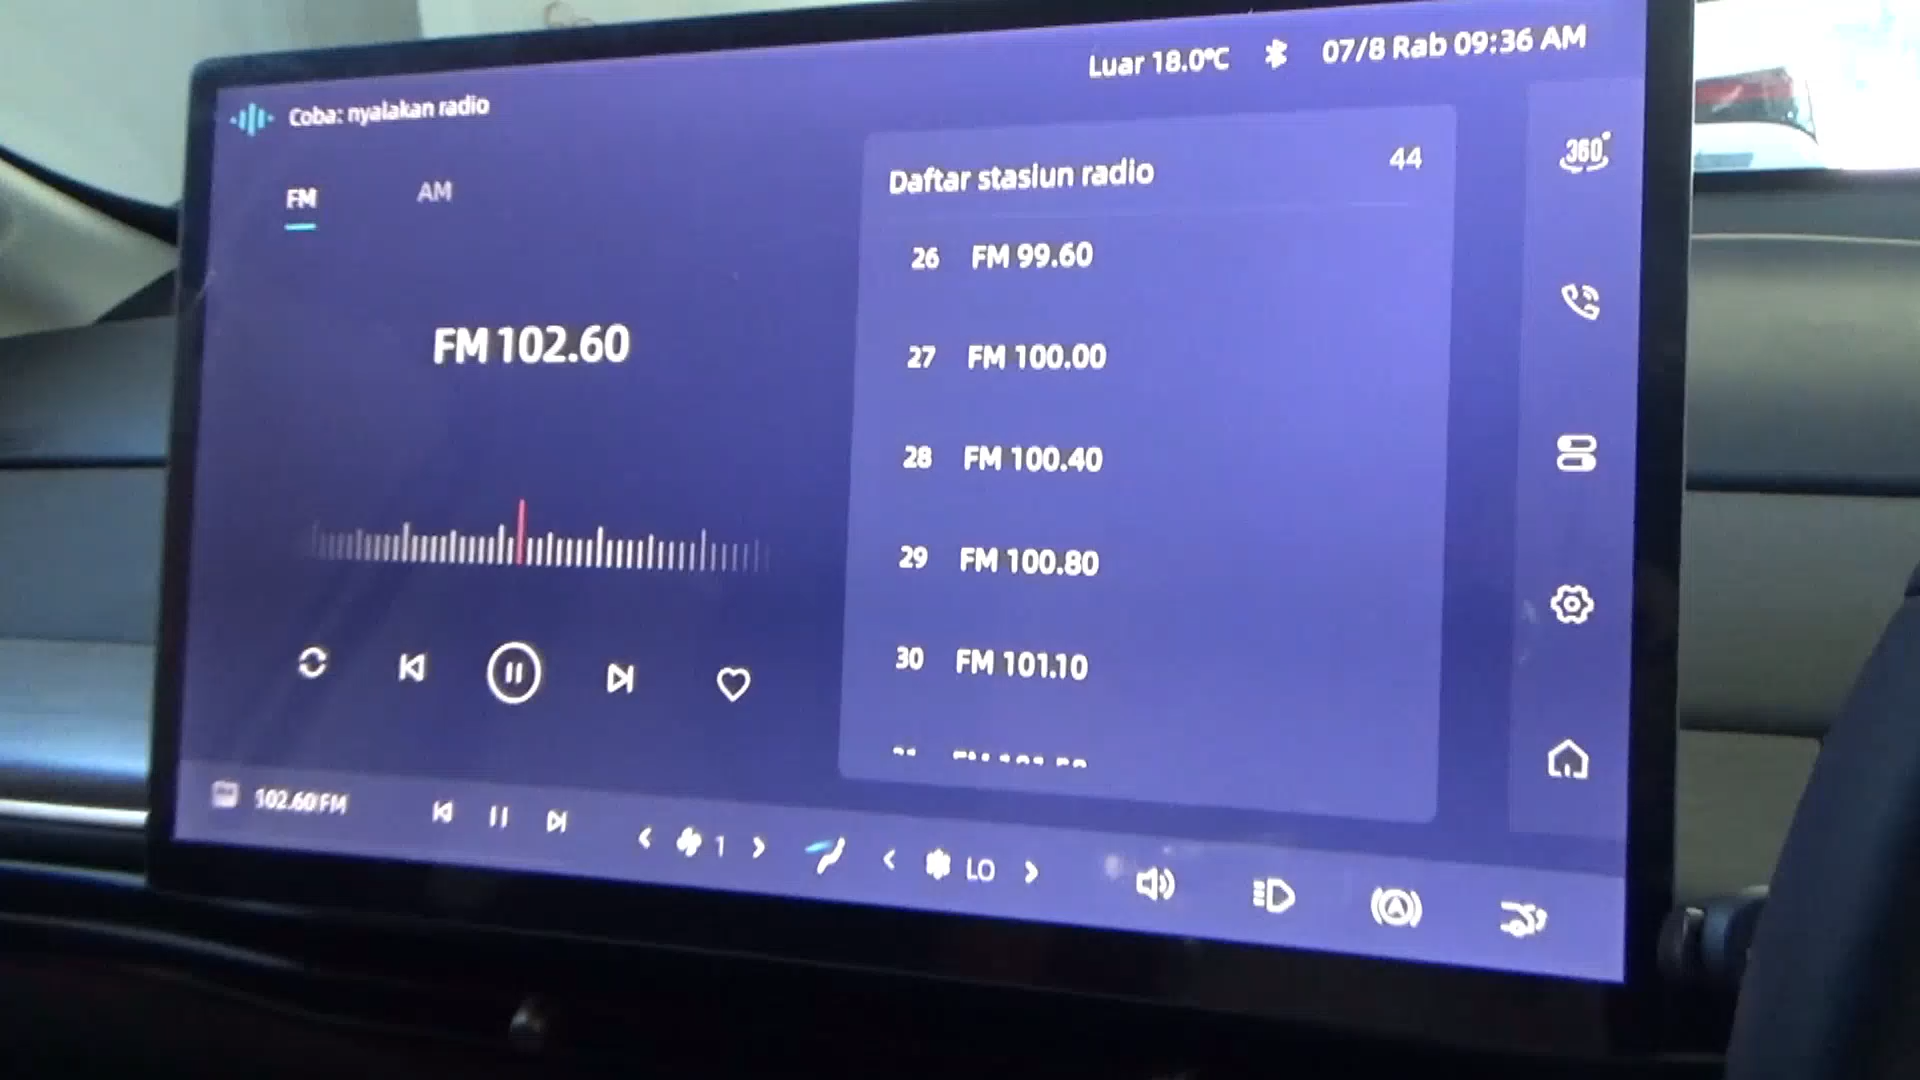 Luar 18.0℃ 07/8 Rab 09:36 AM
Coba: nyalakan radio
FM AM
FM 102.60
Daftar stasiun radio 44
26 FM 99.60
27 FM 100.00
28 FM 100.40
29 FM 100.80
30 FM 101.10
360°
102.60 FM
1
LO